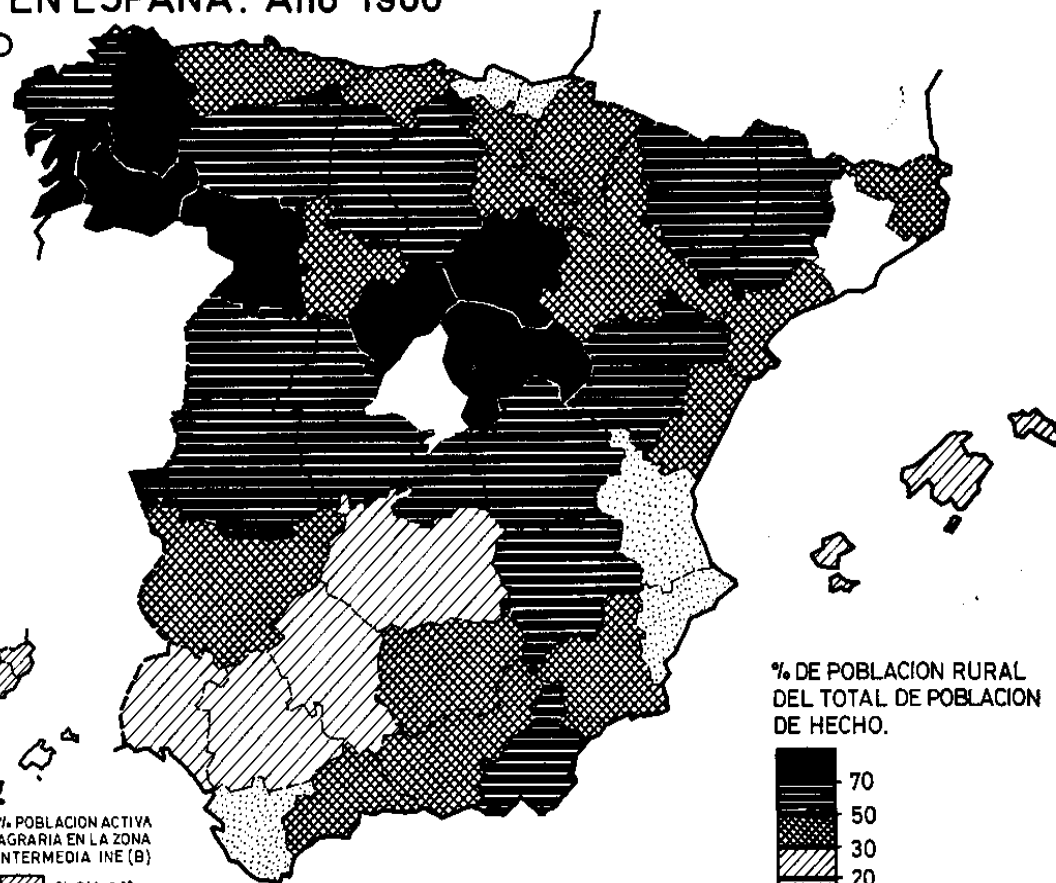 EN ESPAÑA. Año 1960
% DE POBLACION RURAL
DEL TOTAL DE POBLACION
DE HECHO.
70
50
30
20
% POBLACION ACTIVA
AGRARIA EN LA ZONA
INTERMEDIA INE (B)